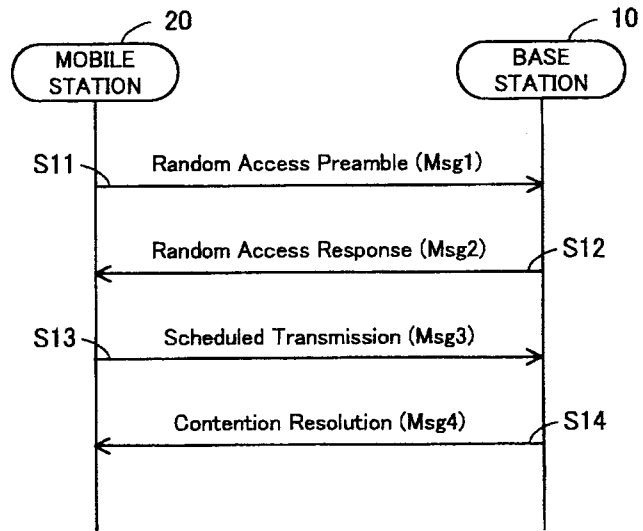 20
10
MOBILE
STATION
BASE
STATION
S11
Random Access Preamble (Msg1)
Random Access Response (Msg2)
S12
S13
Scheduled Transmission (Msg3)
Contention Resolution (Msg4)
S14